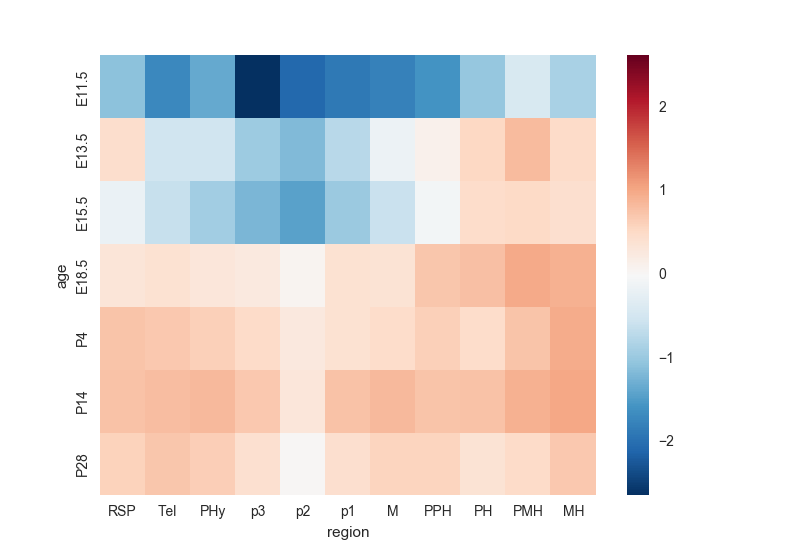 age
E11.5
E13.5
E15.5
E18.5
P4
P14
P28
RSP Tel PHy p3 p2 p1 M PPH PH PMH MH
region
2
1
0
−1
−2